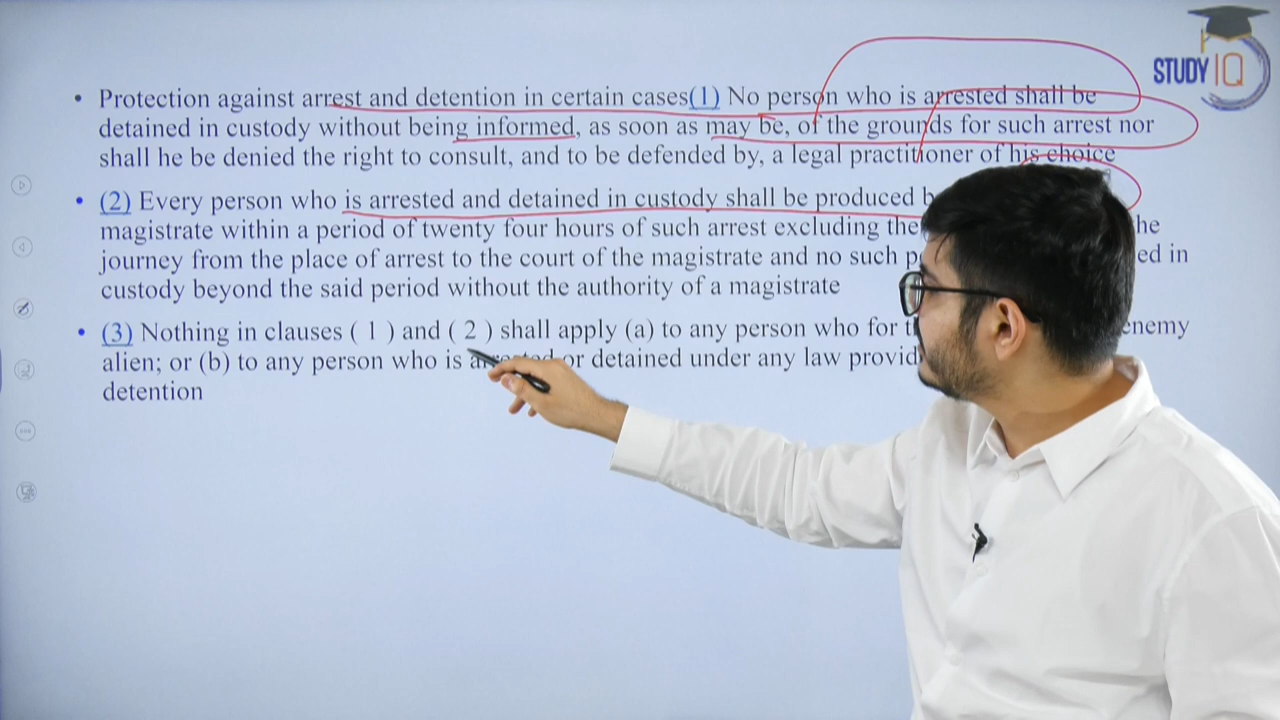 STUDY IQ
• Protection against arrest and detention in certain cases(1) No person who is arrested shall be
detained in custody without being informed, as soon as may be, of the grounds for such arrest nor
shall he be denied the right to consult, and to be defended by, a legal practitioner of his choice
• (2) Every person who is arrested and detained in custody shall be produced
magistrate within a period of twenty four hours of such arrest excluding the he
journey from the place of arrest to the court of the magistrate and no such ed in
custody beyond the said period without the authority of a magistrate
• (3) Nothing in clauses ( 1 ) and ( 2 ) shall apply (a) to any person who for enemy
alien; or (b) to any person who is arrested or detained under any law
detention